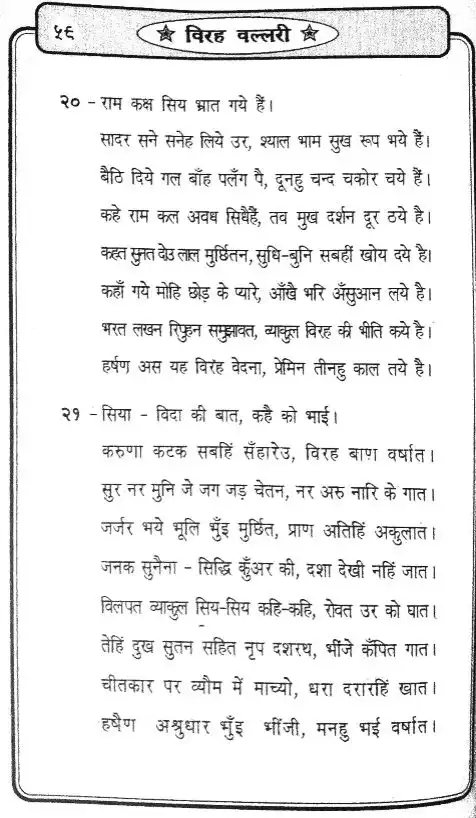 ५९
विरह वल्लरी
२० - राम कक्ष सिय भ्रात गये हैं।
सादर सने सनेह लिये उर, श्याल भाम सुख रूप भये हैं।
बैठि दिये गल बाँह पलँग पै, दूनहु चन्द चकोर चये हैं।
कहे राम कल अवध सिधैहैं, तव मुख दर्शन दूर ठये है।
कहत सुनत दोउ लाल मुर्छितन, सुधि-बुनि सबहीं खोय दये है।
कहाँ गये मोहि छोड़ के प्यारे, आँखै भरि अँसुआन लये है।
भरत लखन रिपुहन समुझावत, व्याकुल विरह की भीति कये है।
हर्षण अस यह विरह वेदना, प्रेमिन तीनहु काल तये है।
२१ - सिया - विदा की बात, कहै को भाई।
करुणा कटक सबहिं सँहारेउ, विरह बाण वर्षात।
सुर नर मुनि जे जग जड़ चेतन, नर अरु नारि के गात।
जर्जर भये भूलि भुँइ मुर्छित, प्राण अतिहिं अकुलात।
जनक सुनैना - सिद्धि कुँअर की, दशा देखी नहिं जात।
विलपत व्याकुल सिय-सिय कहि-कहि, रोवत उर को घात।
तेहिं दुख सुतन सहित नृप दशरथ, भींजे कँपित गात।
चीतकार पर व्यौम में माच्यो, धरा दरारहिं खात।
हषैण अश्रुधार भुँइ भींजी, मनहु भई वर्षात।